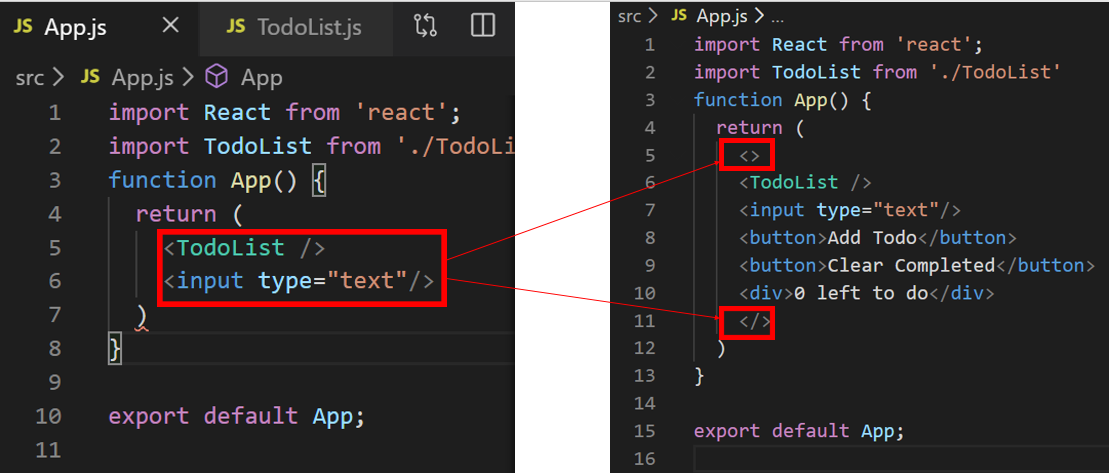 JS App.js × JS TodoList.js
src > JS App.js > App
1 import React from 'react';
2 import TodoList from './TodoLi
3 function App() {
4 return (
5 <TodoList />
6 <input type="text"/>
7 )
8 }
9
10 export default App;
11
src > JS App.js > ...
1 import React from 'react';
2 import TodoList from './TodoList'
3 function App() {
4 return (
5 <>
6 <TodoList />
7 <input type="text"/>
8 <button>Add Todo</button>
9 <button>Clear Completed</button>
10 <div>0 left to do</div>
11 </>
12 )
13 }
14
15 export default App;
16